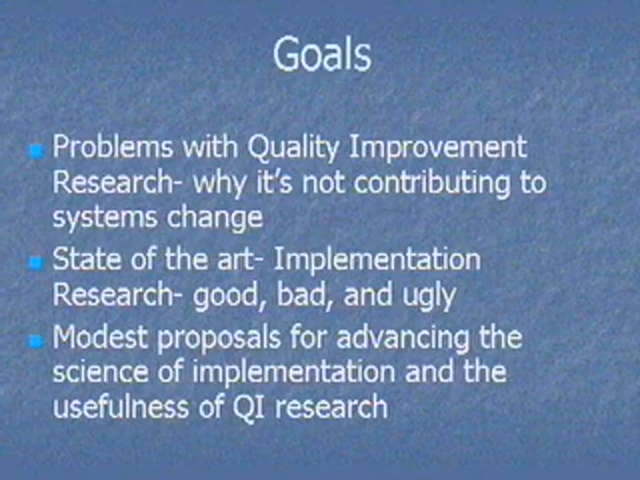 Goals
Problems with Quality Improvement
Research- why it's not contributing to
systems change
State of the art- Implementation
Research- good, bad, and ugly
Modest proposals for advancing the
science of implementation and the
usefulness of QI research